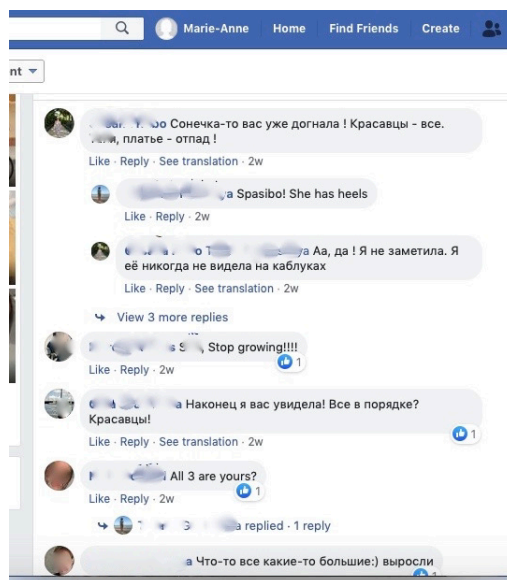 Marie-Anne Home Find Friends Create
nt
Сонечка-то вас уже догнала ! Красавцы - все.
платье - отпад !
Like · Reply · See translation · 2w
Spasibo! She has heels
Like · Reply · 2w
Аа, да ! Я не заметила. Я
её никогда не видела на каблуках
Like · Reply · See translation · 2w
View 3 more replies
Stop growing!!!!
1
Like · Reply · 2w
Наконец я вас увидела! Все в порядке?
Красавцы!
1
Like · Reply · See translation · 2w
All 3 are yours?
1
Like · Reply · 2w
replied · 1 reply
а Что-то все какие-то большие:) выросли
1